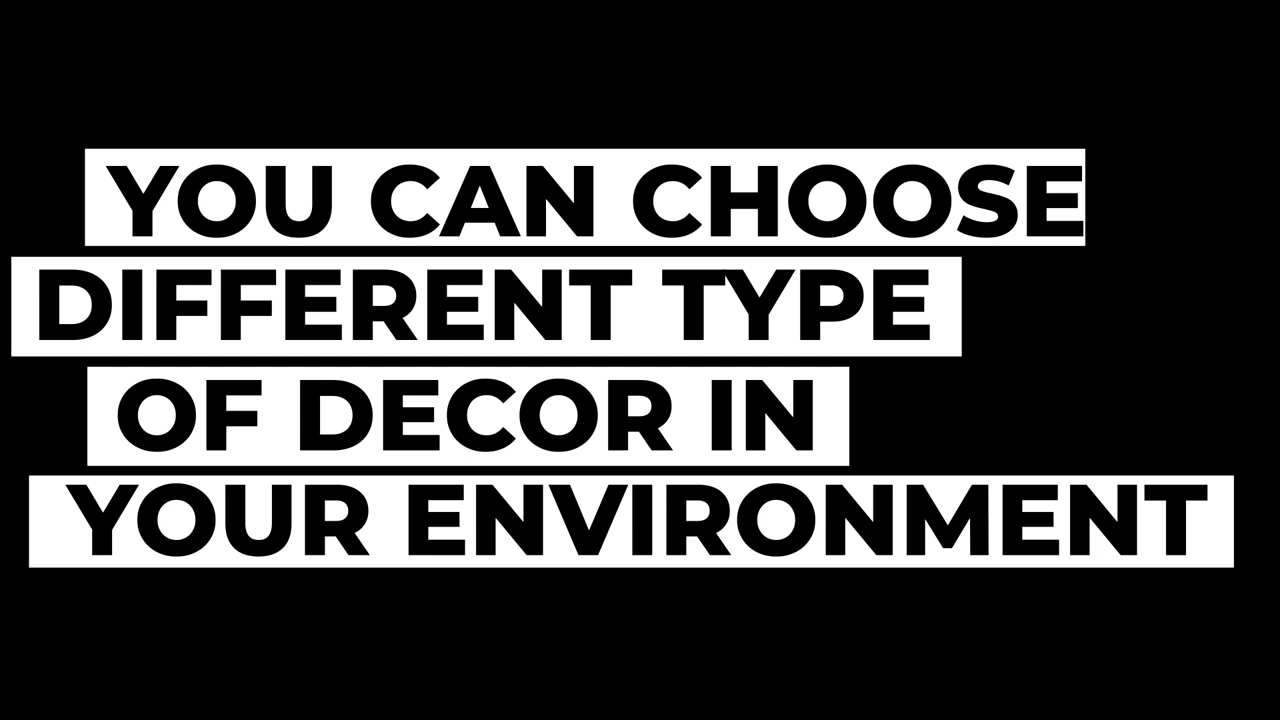 YOU CAN CHOOSE
DIFFERENT TYPE
OF DECOR IN
YOUR ENVIRONMENT